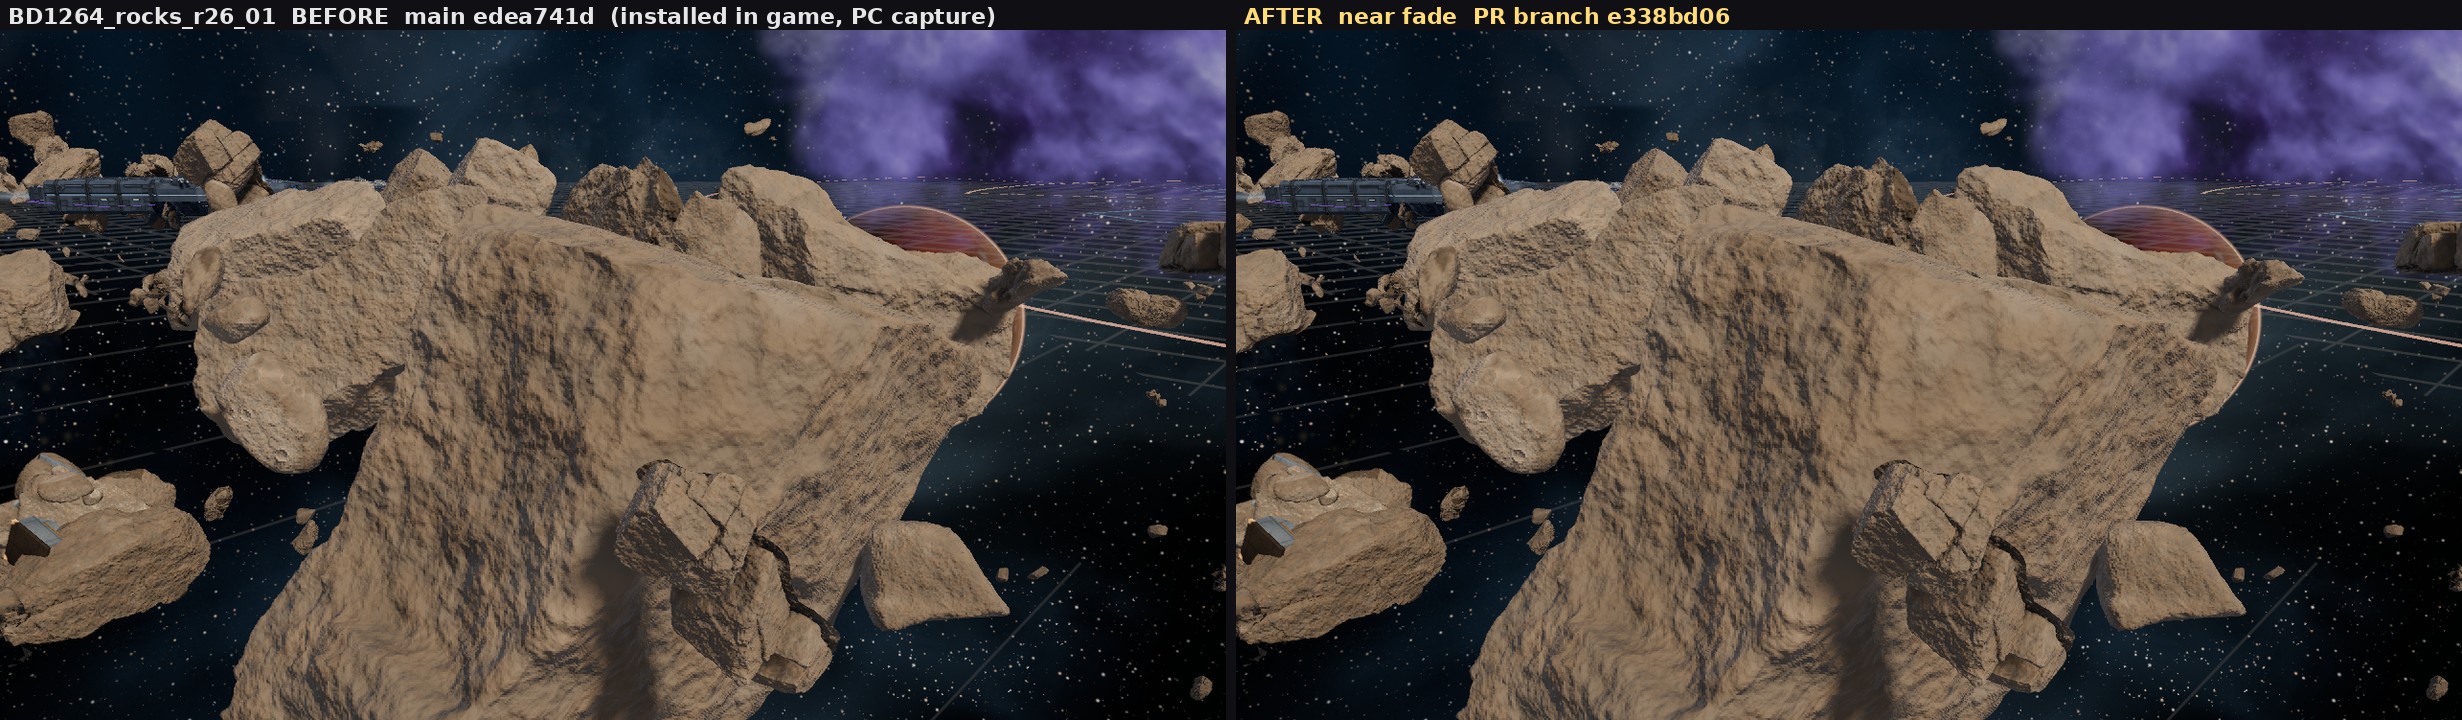 BD1264_rocks_r26_01 BEFORE main edea741d (installed in game, PC capture)
AFTER near fade PR branch e338bd06